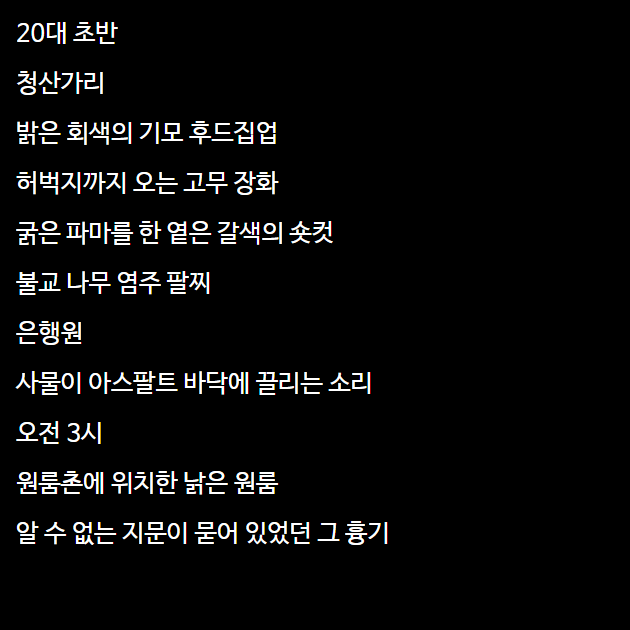 20대 초반
청산가리
밝은 회색의 기모 후드집업
허벅지까지 오는 고무 장화
굵은 파마를 한 옅은 갈색의 숏컷
불교 나무 염주 팔찌
은행원
사물이 아스팔트 바닥에 끌리는 소리
오전 3시
원룸촌에 위치한 낡은 원룸
알 수 없는 지문이 묻어 있었던 그 흉기